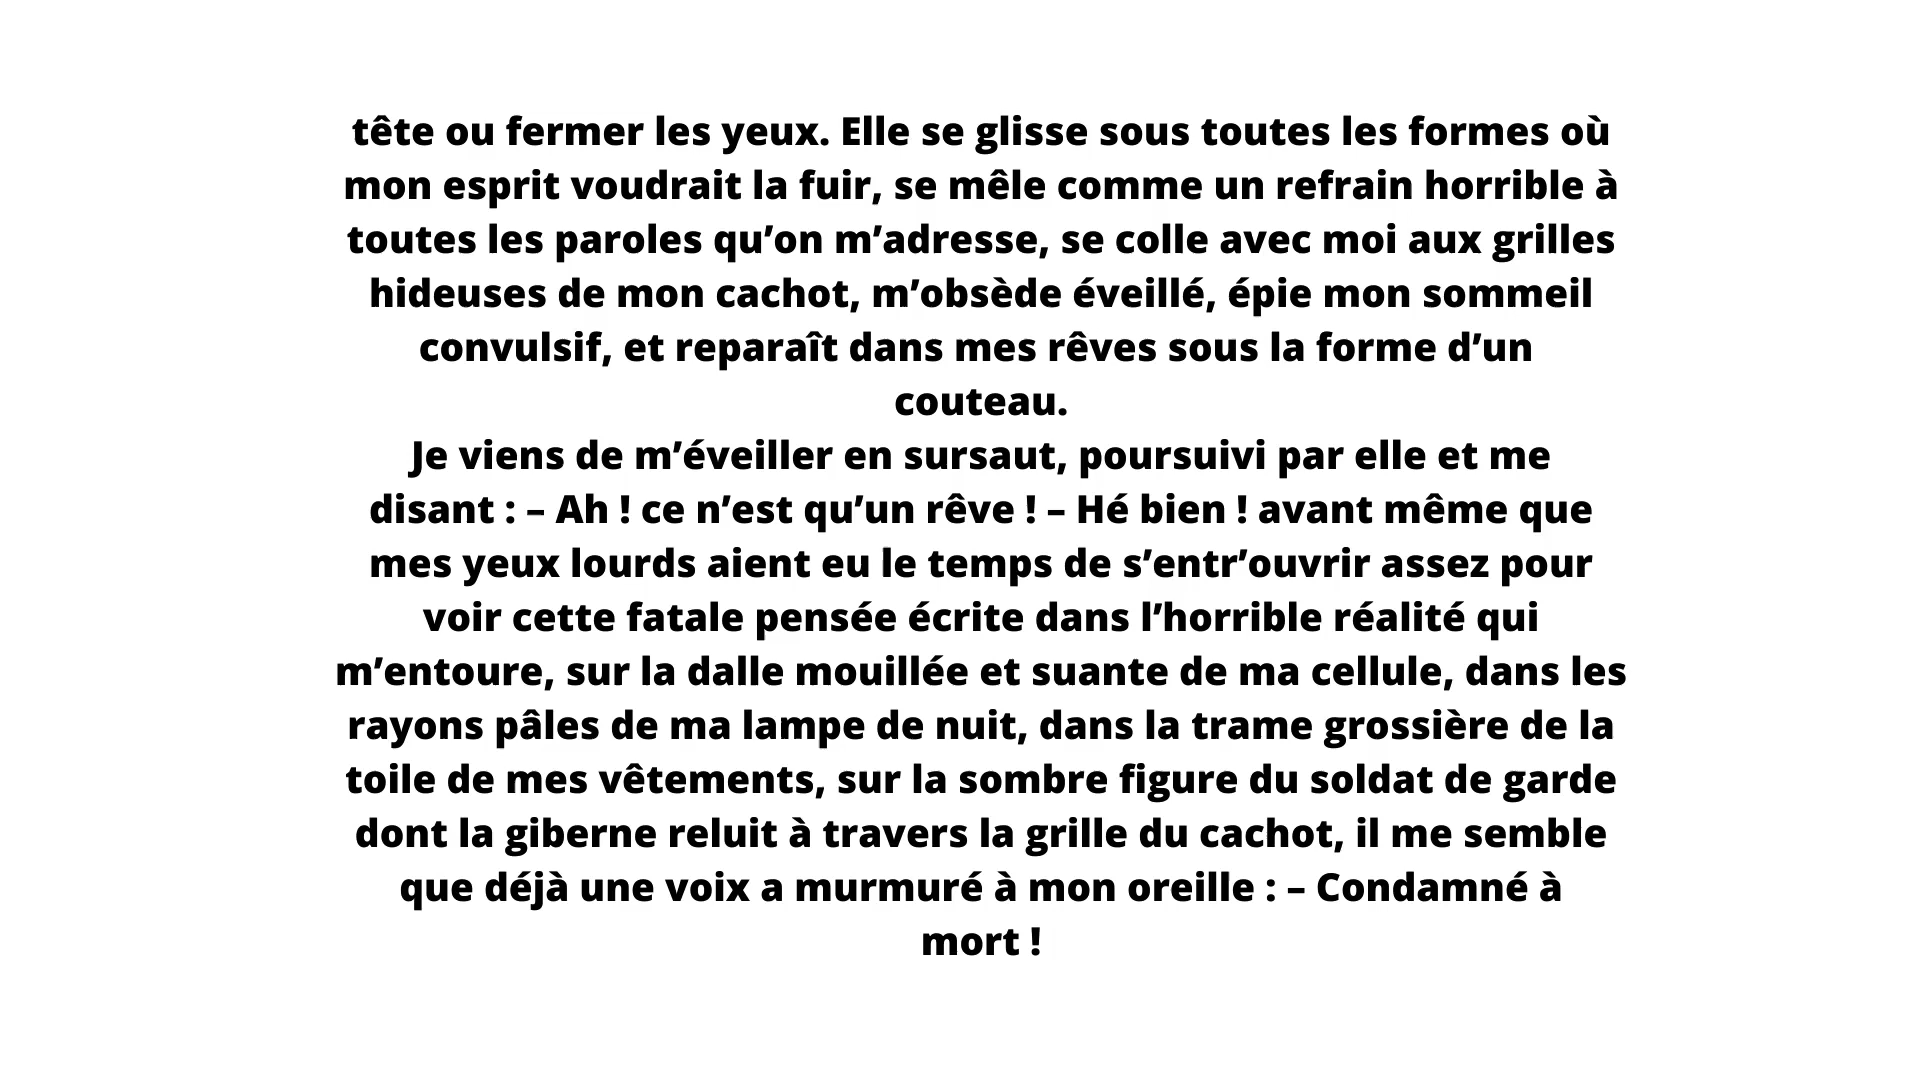 tête ou fermer les yeux. Elle se glisse sous toutes les formes où
mon esprit voudrait la fuir, se mêle comme un refrain horrible à
toutes les paroles qu’on m’adresse, se colle avec moi aux grilles
hideuses de mon cachot, m’obsède éveillé, épie mon sommeil
convulsif, et reparaît dans mes rêves sous la forme d’un
couteau.
Je viens de m’éveiller en sursaut, poursuivi par elle et me
disant : – Ah ! ce n’est qu’un rêve ! – Hé bien ! avant même que
mes yeux lourds aient eu le temps de s’entr’ouvrir assez pour
voir cette fatale pensée écrite dans l’horrible réalité qui
m’entoure, sur la dalle mouillée et suante de ma cellule, dans les
rayons pâles de ma lampe de nuit, dans la trame grossière de la
toile de mes vêtements, sur la sombre figure du soldat de garde
dont la giberne reluit à travers la grille du cachot, il me semble
que déjà une voix a murmuré à mon oreille : – Condamné à
mort !